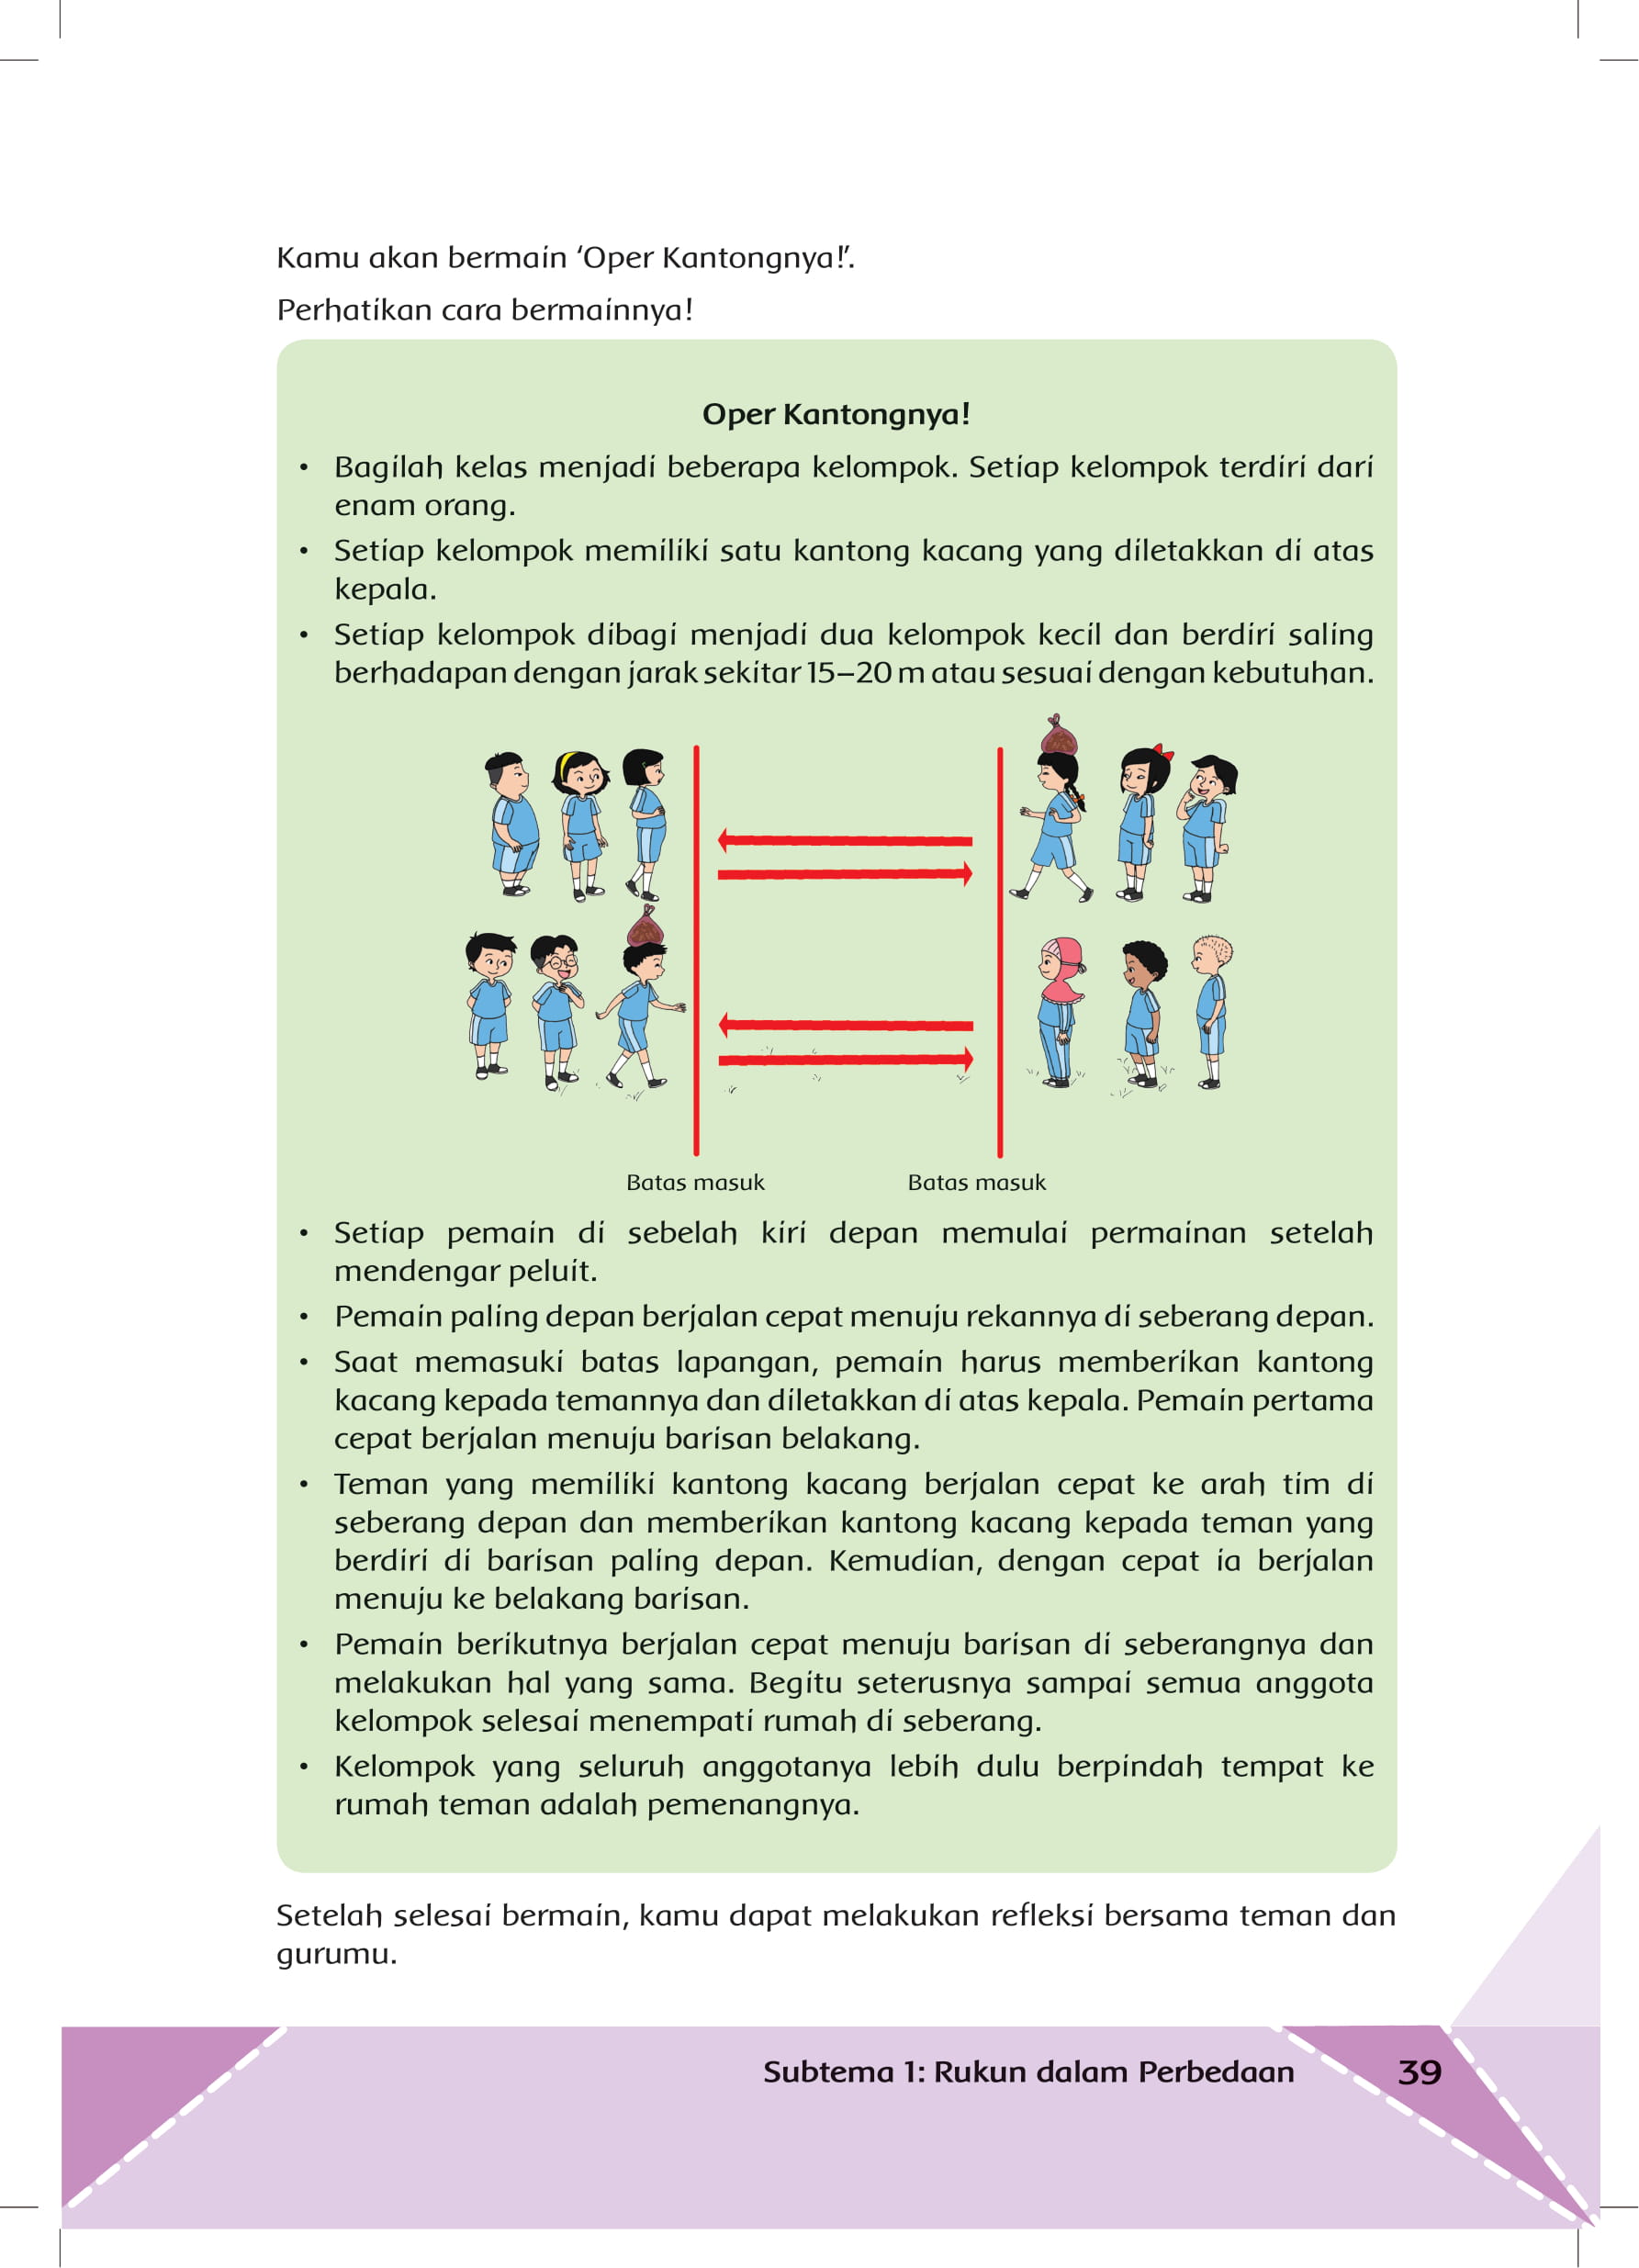 Kamu akan bermain ‘Oper Kantongnya!’.
Perhatikan cara bermainnya!
Oper Kantongnya!
• Bagilah kelas menjadi beberapa kelompok. Setiap kelompok terdiri dari
enam orang.
• Setiap kelompok memiliki satu kantong kacang yang diletakkan di atas
kepala.
• Setiap kelompok dibagi menjadi dua kelompok kecil dan berdiri saling
berhadapan dengan jarak sekitar 15–20 m atau sesuai dengan kebutuhan.
Batas masuk Batas masuk
• Setiap pemain di sebelah kiri depan memulai permainan setelah
mendengar peluit.
• Pemain paling depan berjalan cepat menuju rekannya di seberang depan.
• Saat memasuki batas lapangan, pemain harus memberikan kantong
kacang kepada temannya dan diletakkan di atas kepala. Pemain pertama
cepat berjalan menuju barisan belakang.
• Teman yang memiliki kantong kacang berjalan cepat ke arah tim di
seberang depan dan memberikan kantong kacang kepada teman yang
berdiri di barisan paling depan. Kemudian, dengan cepat ia berjalan
menuju ke belakang barisan.
• Pemain berikutnya berjalan cepat menuju barisan di seberangnya dan
melakukan hal yang sama. Begitu seterusnya sampai semua anggota
kelompok selesai menempati rumah di seberang.
• Kelompok yang seluruh anggotanya lebih dulu berpindah tempat ke
rumah teman adalah pemenangnya.
Setelah selesai bermain, kamu dapat melakukan refleksi bersama teman dan
gurumu.
Subtema 1: Rukun dalam Perbedaan 39